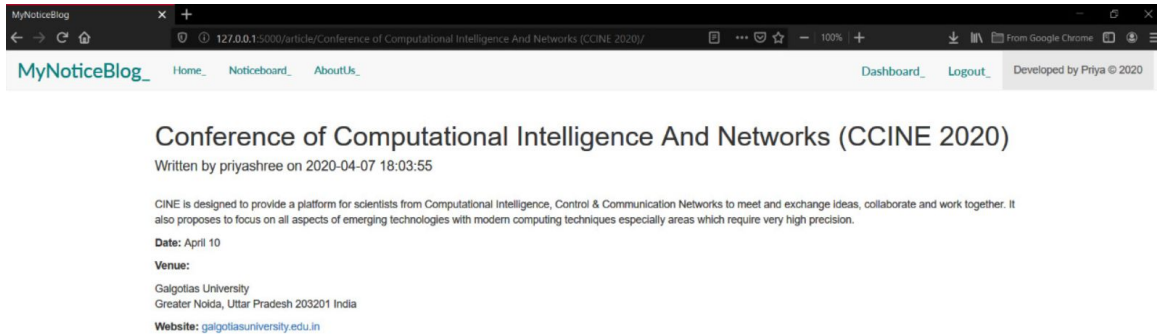 MyNoticeBlog
127.0.0.1:5000/article/Conference of Computational Intelligence And Networks (CCINE 2020)/
100%
From Google Chrome
MyNoticeBlog_ Home_ Noticeboard_ AboutUs_ Dashboard_ Logout_ Developed by Priya © 2020
Conference of Computational Intelligence And Networks (CCINE 2020)
Written by priyashree on 2020-04-07 18:03:55
CINE is designed to provide a platform for scientists from Computational Intelligence, Control & Communication Networks to meet and exchange ideas, collaborate and work together. It
also proposes to focus on all aspects of emerging technologies with modern computing techniques especially areas which require very high precision.
Date: April 10
Venue:
Galgotias University
Greater Noida, Uttar Pradesh 203201 India
Website: galgotiasuniversity.edu.in